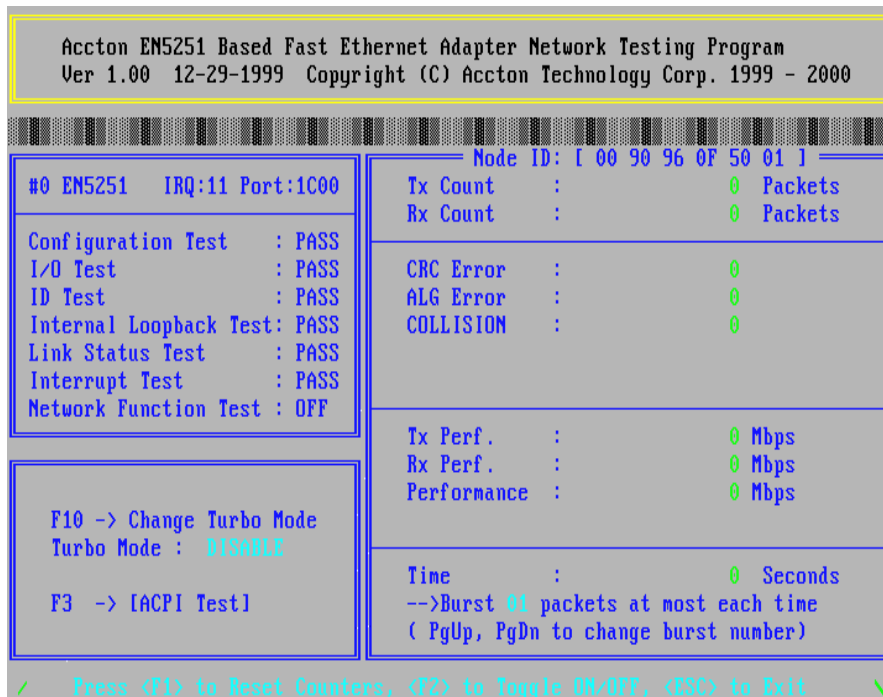 Accton EN5251 Based Fast Ethernet Adapter Network Testing Program
Ver 1.00 12-29-1999 Copyright (C) Accton Technology Corp. 1999 - 2000
#0 EN5251 IRQ:11 Port:1C00
Configuration Test : PASS
I/O Test : PASS
ID Test : PASS
Internal Loopback Test: PASS
Link Status Test : PASS
Interrupt Test : PASS
Network Function Test : OFF
F10 -> Change Turbo Mode
Turbo Mode : DISABLE
F3 -> [ACPI Test]
Node ID: [ 00 90 96 0F 50 01 ]
Tx Count : 0 Packets
Rx Count : 0 Packets
CRC Error : 0
ALG Error : 0
COLLISION : 0
Tx Perf. : 0 Mbps
Rx Perf. : 0 Mbps
Performance : 0 Mbps
Time : 0 Seconds
-->Burst 01 packets at most each time
( PgUp, PgDn to change burst number)
/ Press <F1> to Reset Counters, <F2> to Toggle ON/OFF, <ESC> to Exit \